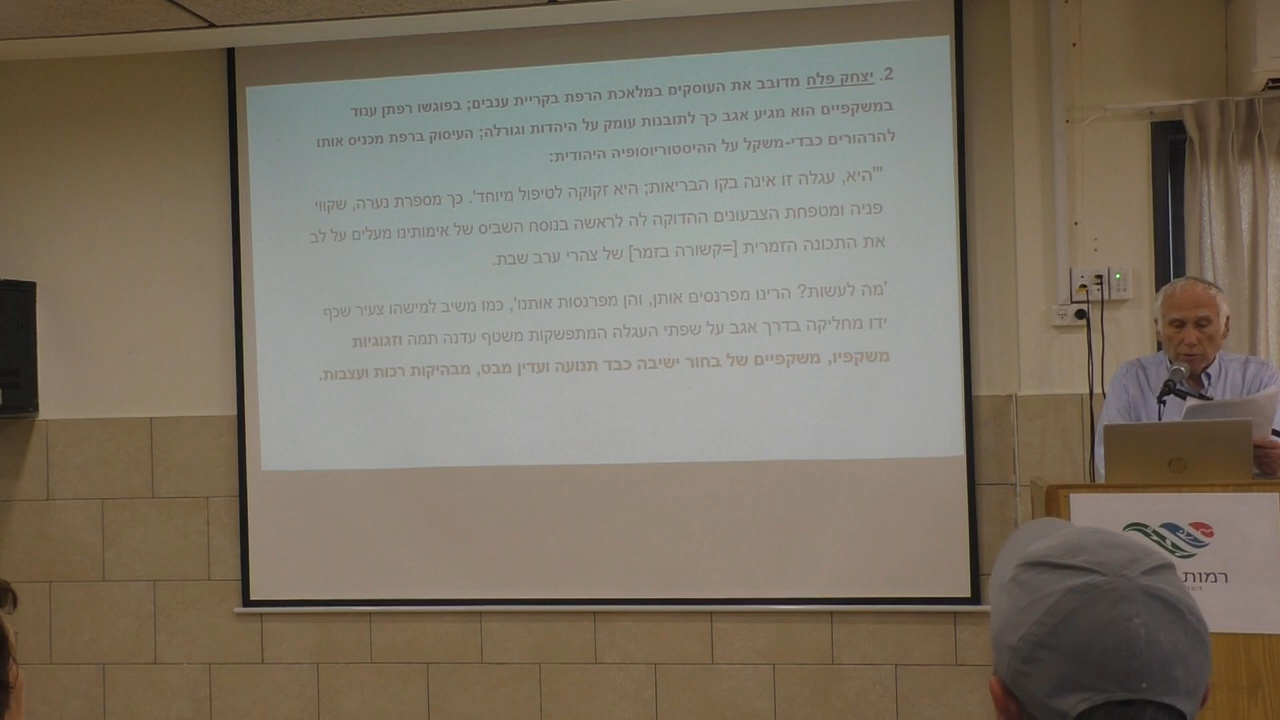 2. יצחק פלח מדובב את העוסקים במלאכת הרפת בקריית ענבים; בפוגשו רפתן ענוד
במשקפיים הוא מגיע אגב כך לתובנות עומק על היהדות וגורלה; העיסוק ברפת מכניס אותו
להרהורים כבדי-משקל על ההיסטוריוסופיה היהודית:
"'היא, עגלה זו אינה בקו הבריאות; היא זקוקה לטיפול מיוחד'. כך מספרת נערה, שקווי
פניה ומטפחת הצבעונים ההדוקה לה לראשה בנוסח השביס של אימותינו מעלים על לב
את התכונה הזמרית [=קשורה בזמר] של צהרי ערב שבת.
'מה לעשות? הרינו מפרנסים אותן, והן מפרנסות אותנו', כמו משיב למישהו צעיר שכף
ידו מחליקה בדרך אגב על שפתי העגלה המתפשקות משטף עדנה תמה וזגוגיות
משקפיו, משקפיים של בחור ישיבה כבד תנועה ועדין מבט, מבהיקות רכות ועצבות.
hp
רמות